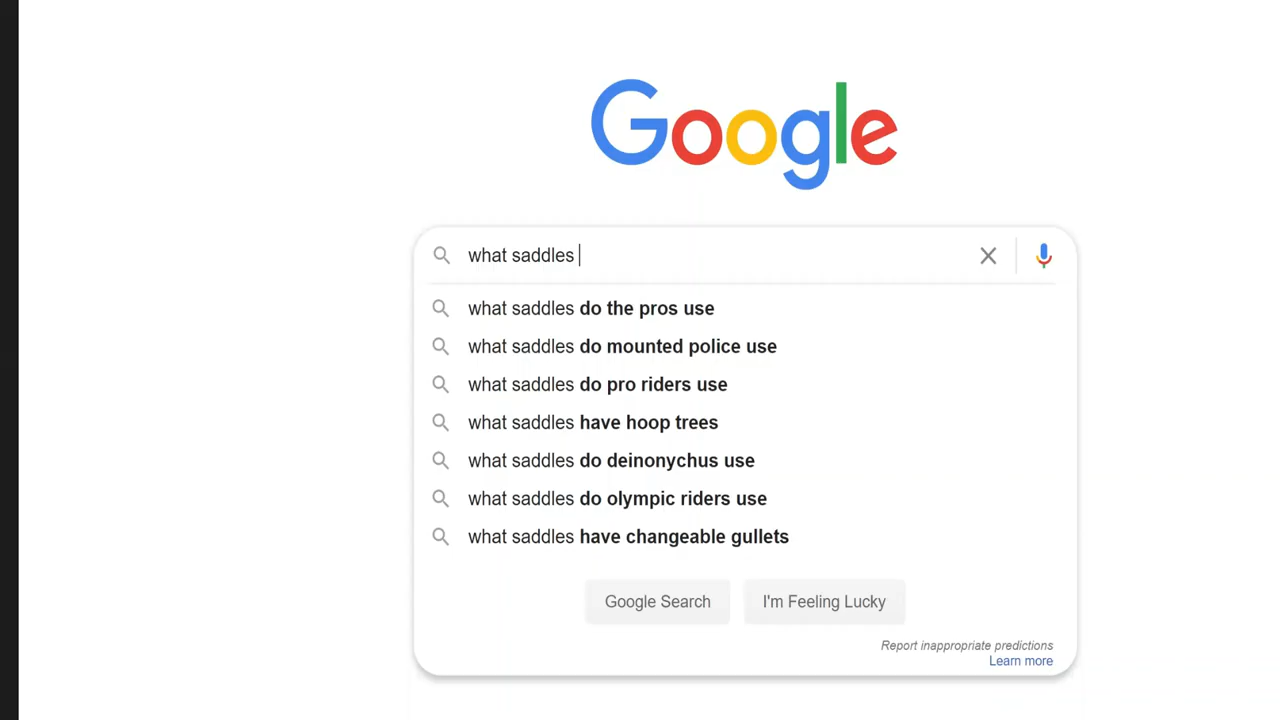 Google
what saddles
what saddles do the pros use
what saddles do mounted police use
what saddles do pro riders use
what saddles have hoop trees
what saddles do deinonychus use
what saddles do olympic riders use
what saddles have changeable gullets
Google Search
I'm Feeling Lucky
Report inappropriate predictions
Learn more